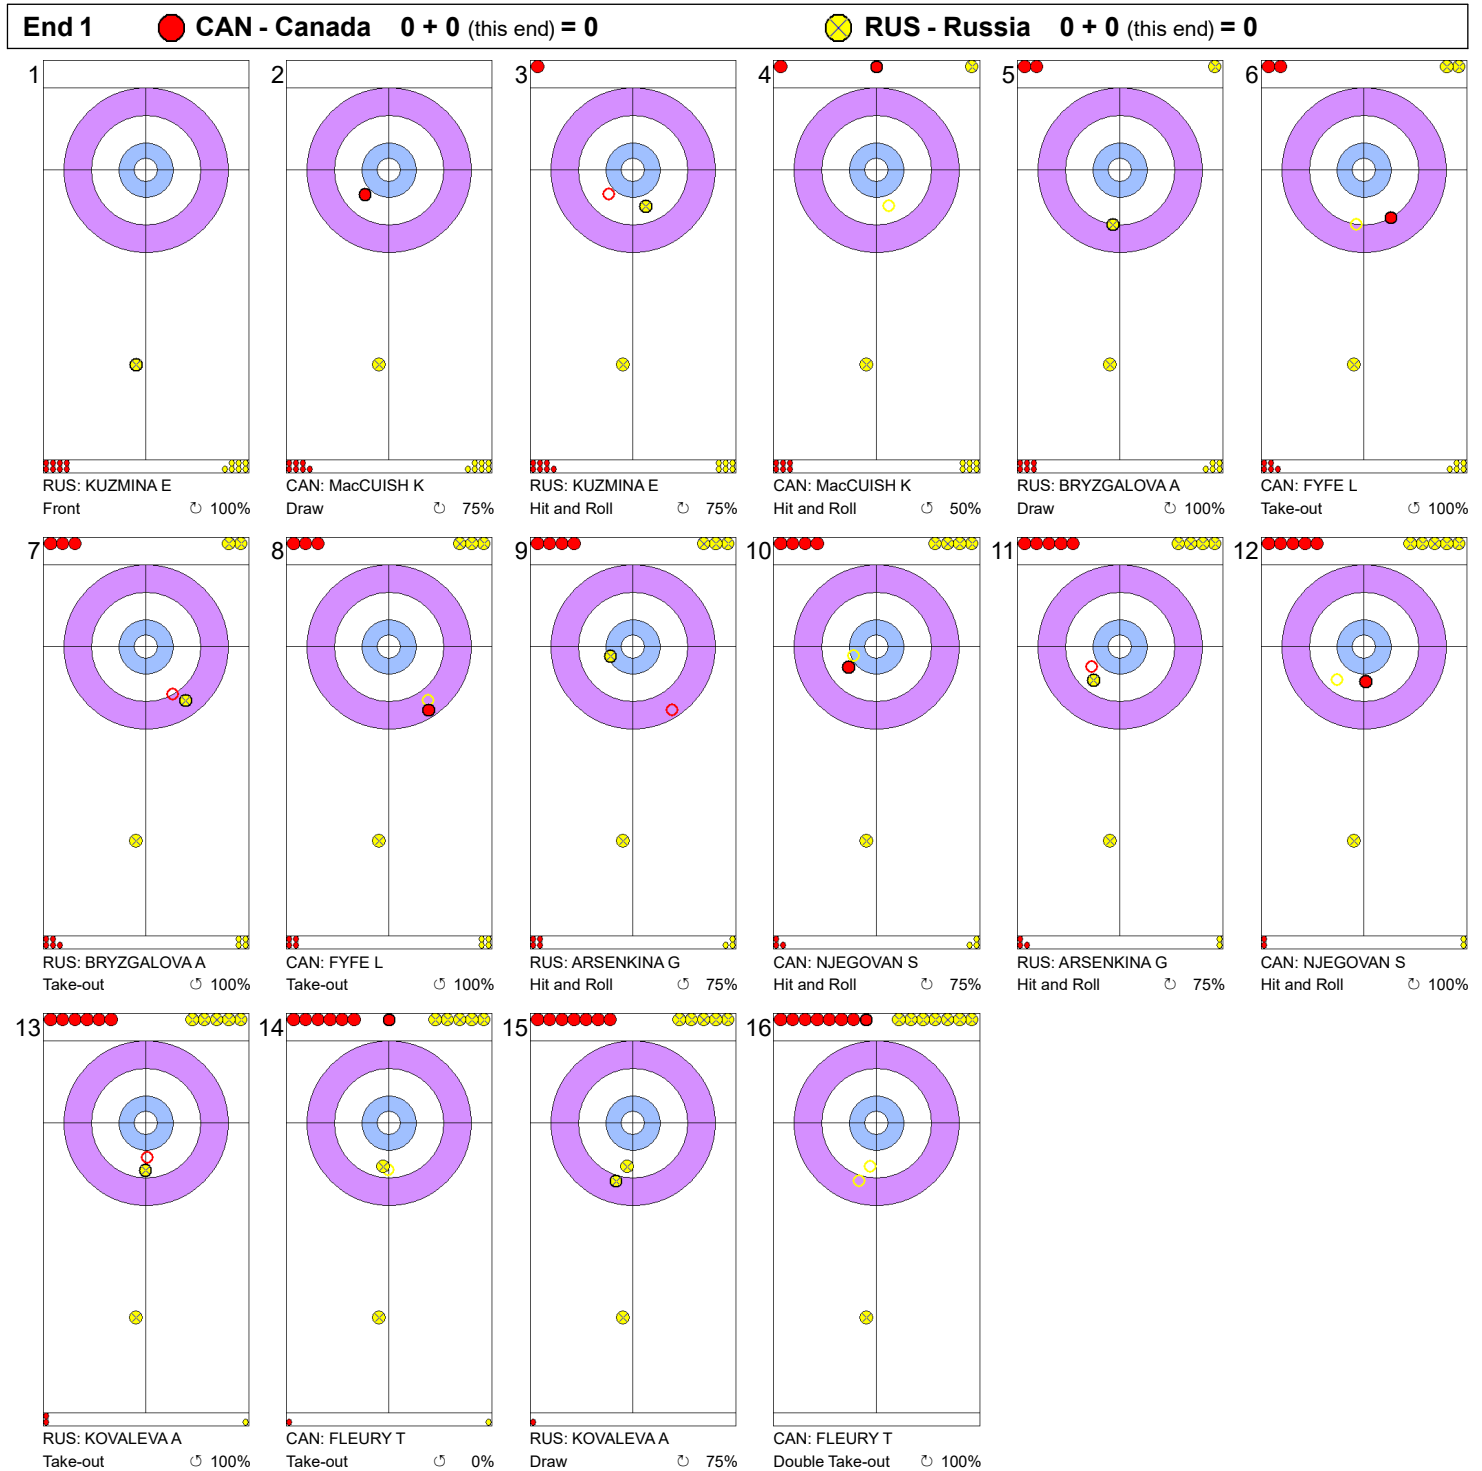 End 1 CAN - Canada 0 + 0 (this end) = 0 RUS - Russia 0 + 0 (this end) = 0
1 2 3 4 5 6
RUS: KUZMINA E CAN: MacCUISH K RUS: KUZMINA E CAN: MacCUISH K RUS: BRYZGALOVA A CAN: FYFE L
Front ↻ 100% Draw ↻ 75% Hit and Roll ↻ 75% Hit and Roll ↺ 50% Draw ↻ 100% Take-out ↻ 100%
7 8 9 10 11 12
RUS: BRYZGALOVA A CAN: FYFE L RUS: ARSENKINA G CAN: NJEGOVAN S RUS: ARSENKINA G CAN: NJEGOVAN S
Take-out ↺ 100% Take-out ↺ 100% Hit and Roll ↺ 75% Hit and Roll ↻ 75% Hit and Roll ↻ 75% Hit and Roll ↻ 100%
13 14 15 16
RUS: KOVALEVA A CAN: FLEURY T RUS: KOVALEVA A CAN: FLEURY T
Take-out ↺ 100% Take-out ↺ 0% Draw ↻ 75% Double Take-out ↻ 100%